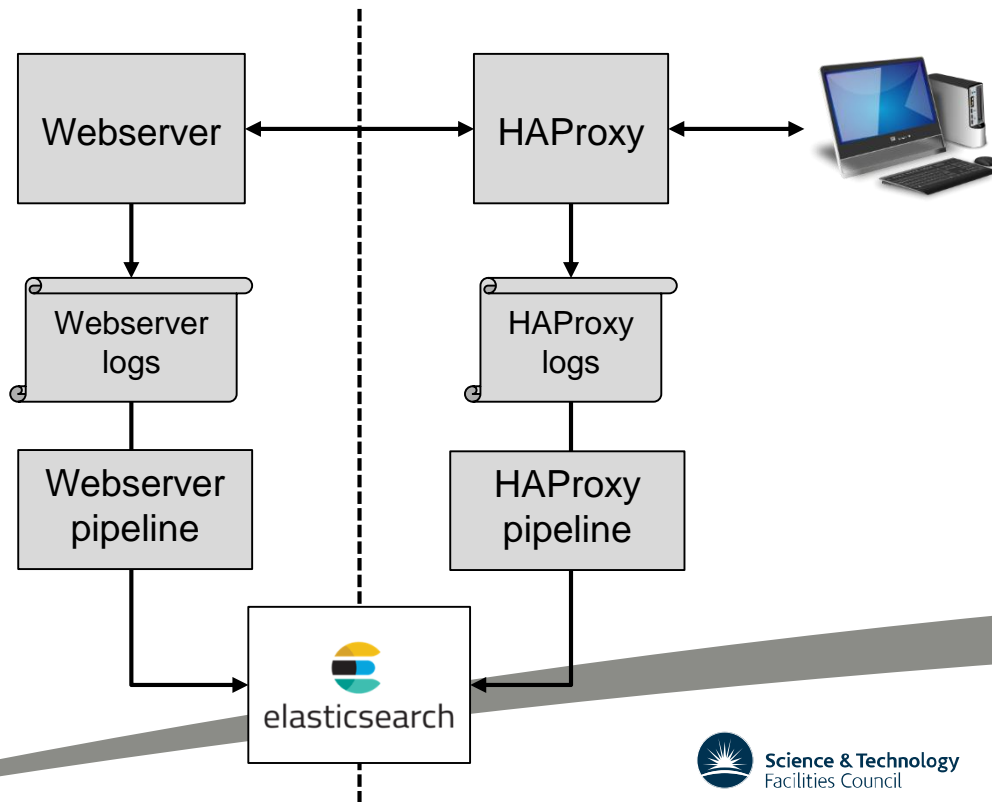 Webserver
HAProxy
Webserver
logs
HAProxy
logs
Webserver
pipeline
HAProxy
pipeline
elasticsearch
Science & Technology
Facilities Council